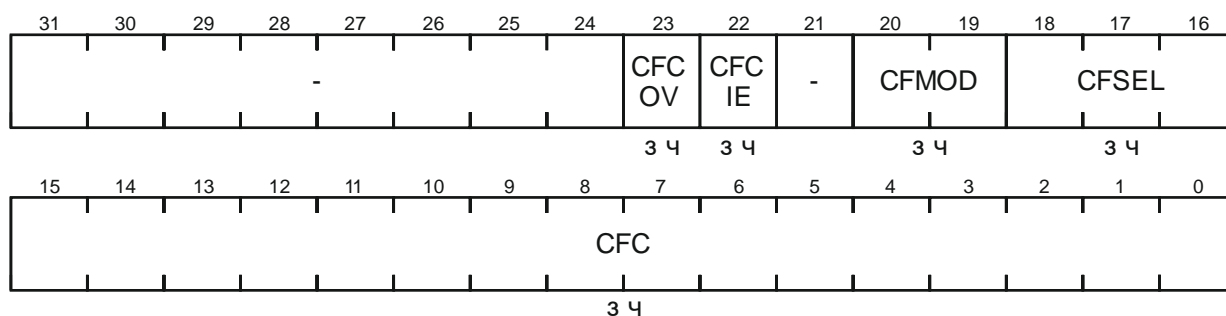 31 30 29 28 27 26 25 24 23 22 21 20 19 18 17 16
- CFC OV CFC IE - CFMOD CFSEL
з ч з ч з ч з ч
15 14 13 12 11 10 9 8 7 6 5 4 3 2 1 0
CFC
з ч